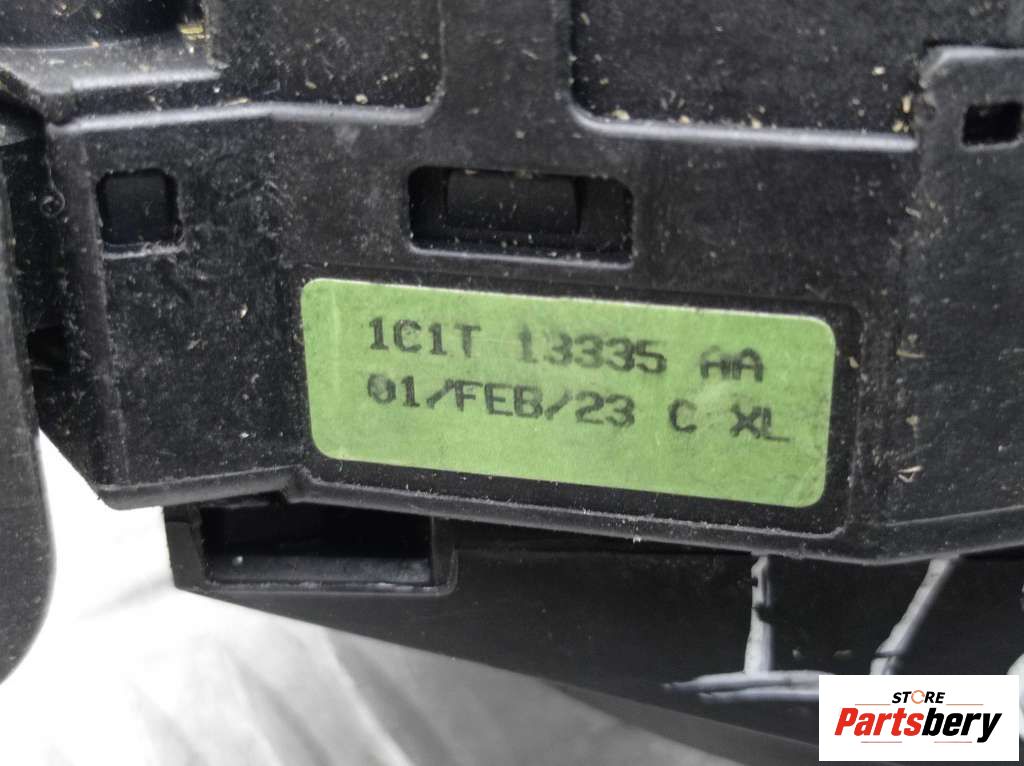 1C1T 13335 AA
01/FEB/23 C XL
STORE
Partsbery